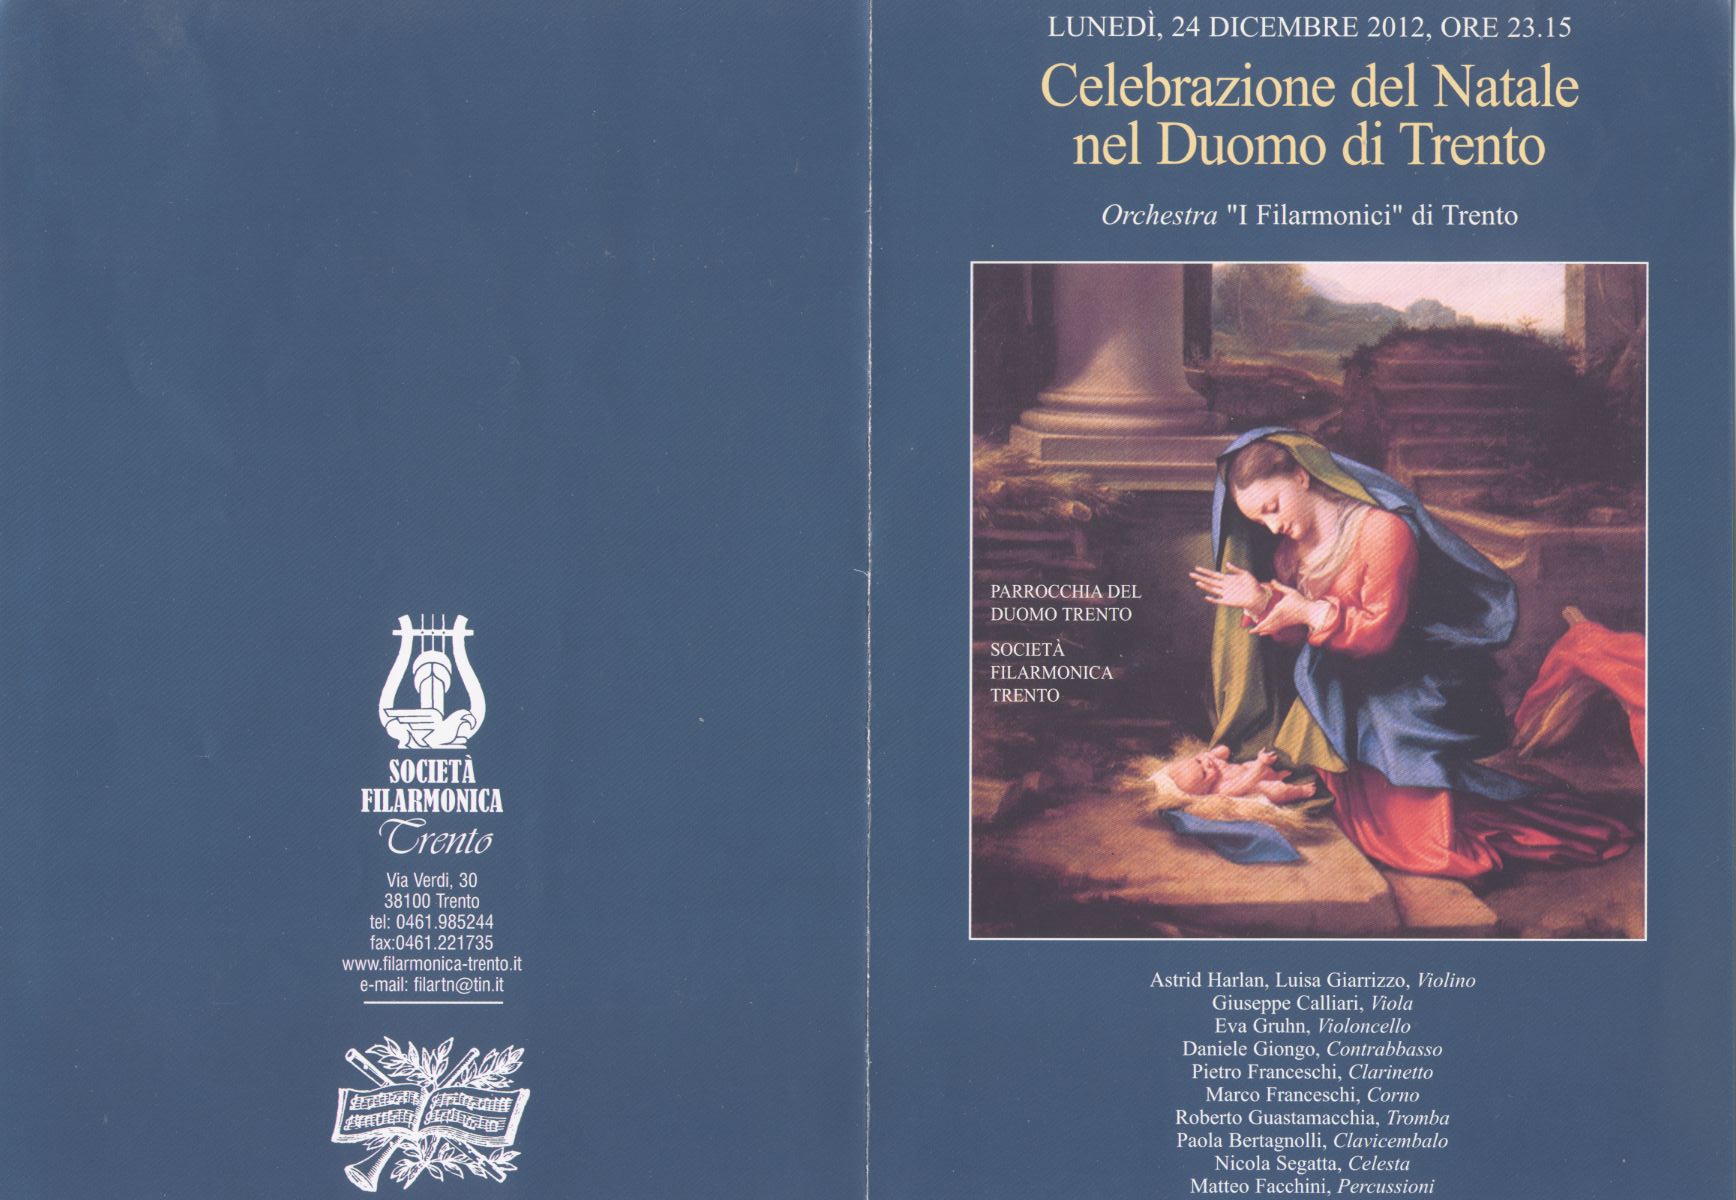 SOCIETÀ
FILARMONICA
Trento
Via Verdi, 30
38100 Trento
tel: 0461.985244
fax:0461.221735
www.filarmonica-trento.it
e-mail: filartn@tin.it
LUNEDÌ, 24 DICEMBRE 2012, ORE 23.15
Celebrazione del Natale
nel Duomo di Trento
Orchestra "I Filarmonici" di Trento
PARROCCHIA DEL
DUOMO TRENTO
SOCIETÀ
FILARMONICA
TRENTO
Astrid Harlan, Luisa Giarrizzo, Violino
Giuseppe Calliari, Viola
Eva Gruhn, Violoncello
Daniele Giongo, Contrabbasso
Pietro Franceschi, Clarinetto
Marco Franceschi, Corno
Roberto Guastamacchia, Tromba
Paola Bertagnolli, Clavicembalo
Nicola Segatta, Celesta
Matteo Facchini, Percussioni